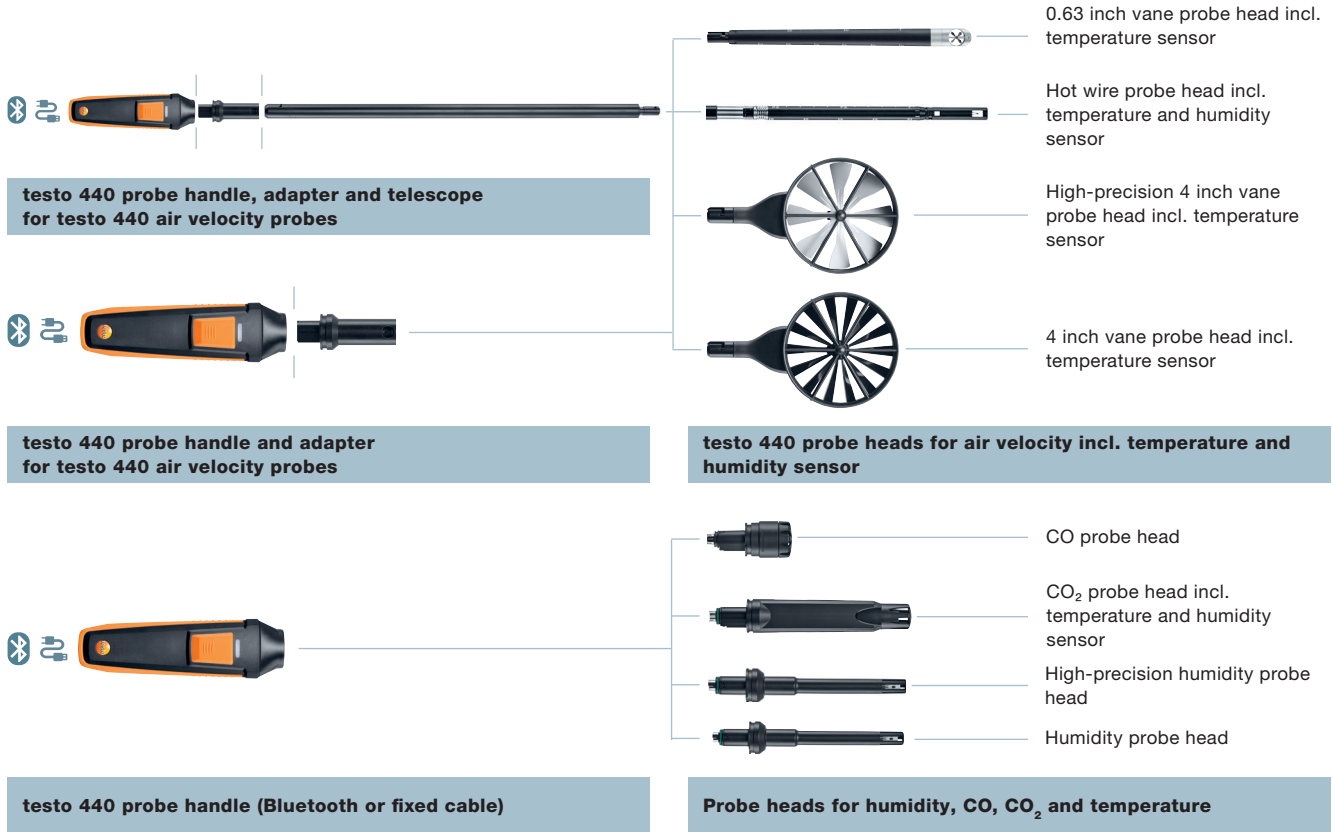 0.63 inch vane probe head incl.
temperature sensor
Hot wire probe head incl.
temperature and humidity
sensor
testo 440 probe handle, adapter and telescope
for testo 440 air velocity probes
High-precision 4 inch vane
probe head incl. temperature
sensor
4 inch vane probe head incl.
temperature sensor
testo 440 probe handle and adapter
for testo 440 air velocity probes
testo 440 probe heads for air velocity incl. temperature and
humidity sensor
CO probe head
CO₂ probe head incl.
temperature and humidity
sensor
High-precision humidity probe
head
Humidity probe head
testo 440 probe handle (Bluetooth or fixed cable)
Probe heads for humidity, CO, CO₂ and temperature